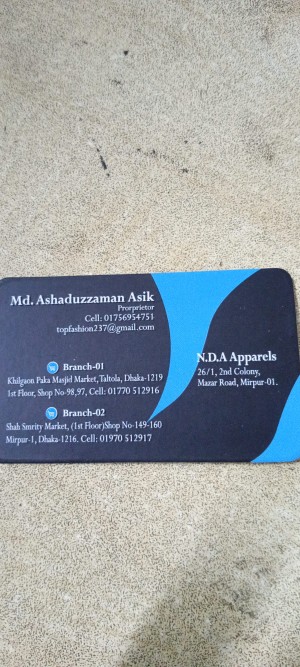 Md. Ashaduzzaman Asik
Prorprietor
Cell: 01756954751
topfashion237@gmail.com
Branch-01
Khilgaon Paka Masjid Market, Taltola, Dhaka-1219
1st Floor, Shop No-98,97, Cell: 01770 512916
Branch-02
Shah Smrity Market, (1st Floor)Shop No-149-160
Mirpur-1, Dhaka-1216. Cell: 01970 512917
N.D.A Apparels
26/1, 2nd Colony,
Mazar Road, Mirpur-01.